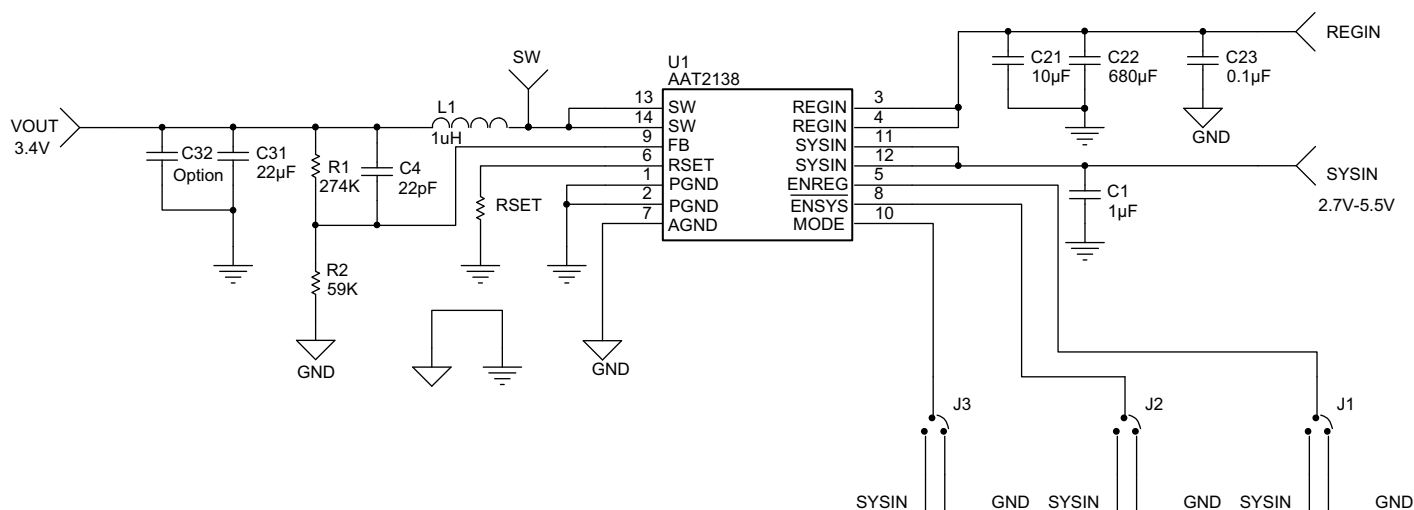 REGIN
SW
U1
AAT2138
C21
10µF
C22
680µF
C23
0.1µF
GND
VOUT
3.4V
L1
1uH
13
14
9
6
1
2
7
SW
SW
FB
RSET
PGND
PGND
AGND
REGIN
REGIN
SYSIN
SYSIN
ENREG
ENSYS
MODE
3
4
11
12
5
8
10
C32
Option
C31
22µF
R1
274K
C4
22pF
RSET
C1
1µF
SYSIN
2.7V-5.5V
R2
59K
GND
GND
J3
J2
J1
SYSIN
GND
SYSIN
GND
SYSIN
GND